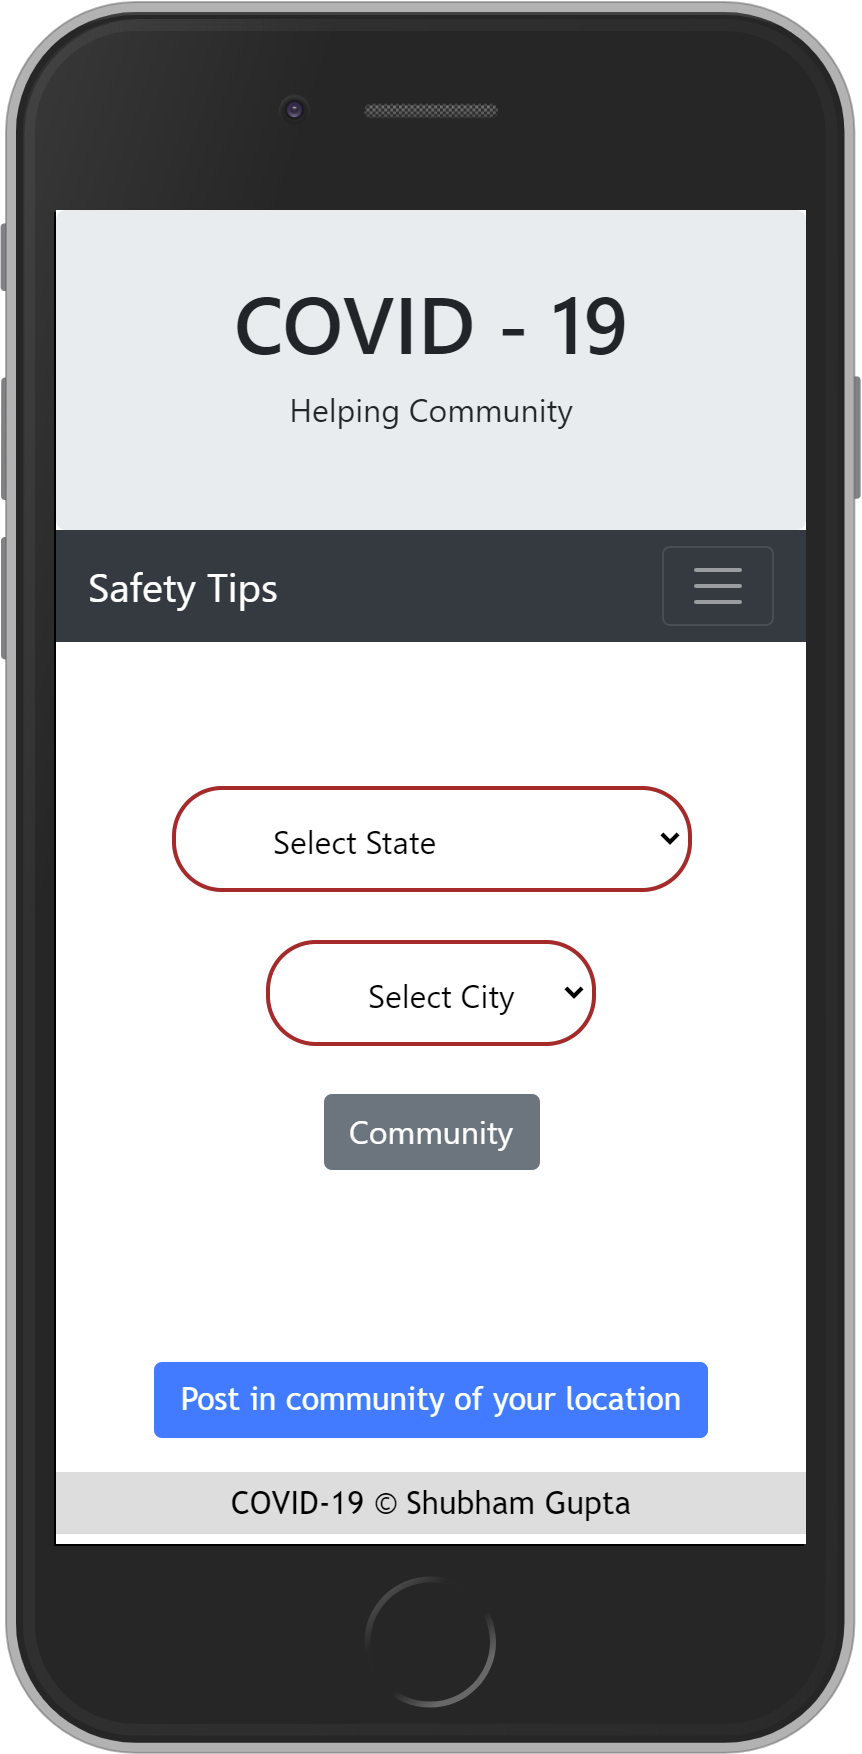 COVID - 19
Helping Community
Safety Tips
Select State
Select City
Community
Post in community of your location
COVID-19 © Shubham Gupta